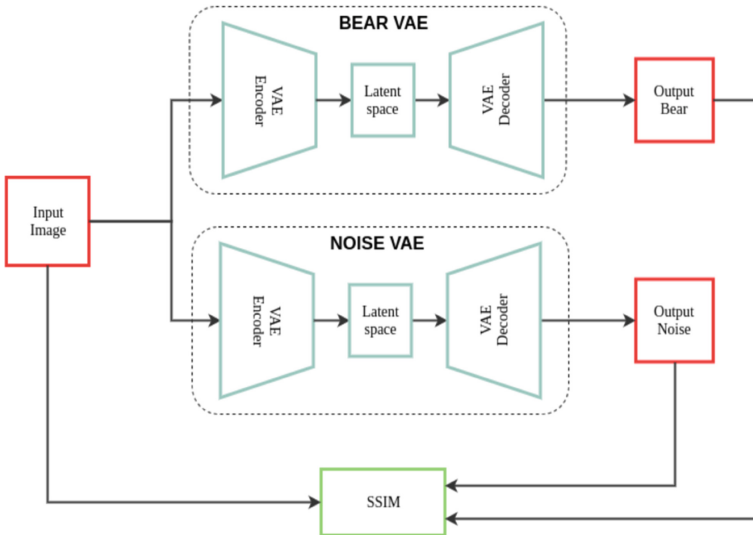 BEAR VAE
VAE
Encoder
Latent
space
VAE
Decoder
Output
Bear
Input
Image
NOISE VAE
VAE
Encoder
Latent
space
VAE
Decoder
Output
Noise
SSIM